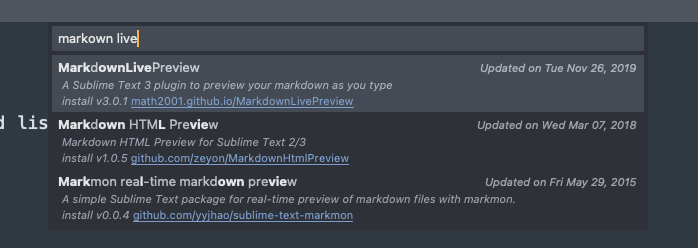 markown live
MarkdownLivePreview Updated on Tue Nov 26, 2019
A Sublime Text 3 plugin to preview your markdown as you type
install v3.0.1 math2001.github.io/MarkdownLivePreview
d lis
Markdown HTML Preview Updated on Wed Mar 07, 2018
Markdown HTML Preview for Sublime Text 2/3
install v1.0.5 github.com/zeyon/MarkdownHtmlPreview
Markmon real-time markdown preview Updated on Fri May 29, 2015
A simple Sublime Text package for real-time preview of markdown files with markmon.
install v0.0.4 github.com/yyjhao/sublime-text-markmon